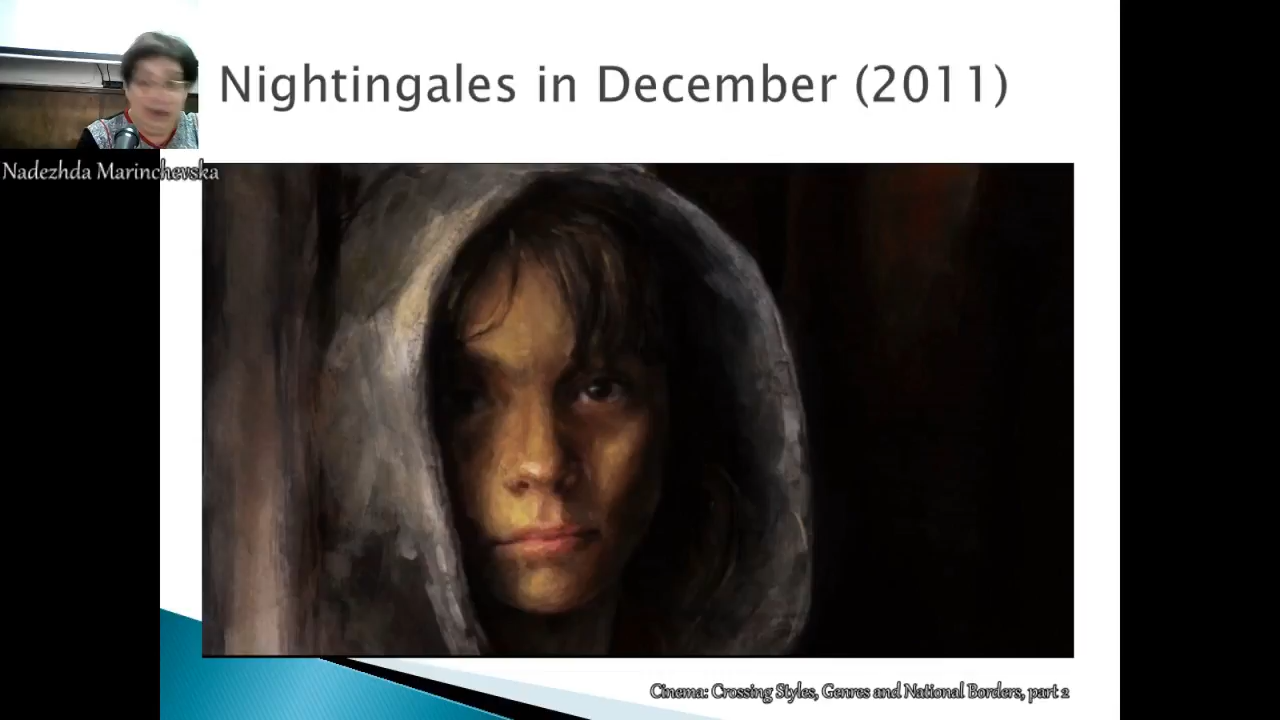 Nightingales in December (2011)
Nadezhda Marinchevska
Cinema: Crossing Styles, Genres and National Borders, part 2